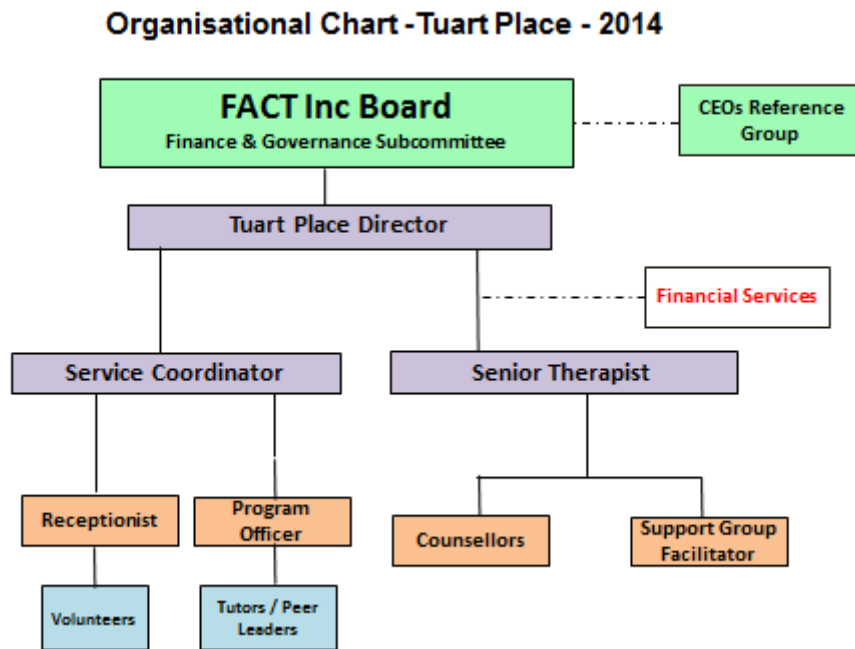 Organisational Chart - Tuart Place - 2014
FACT Inc Board
Finance & Governance Subcommittee
CEOs Reference
Group
Tuart Place Director
Financial Services
Service Coordinator
Senior Therapist
Receptionist
Program
Officer
Counsellors
Support Group
Facilitator
Volunteers
Tutors / Peer
Leaders